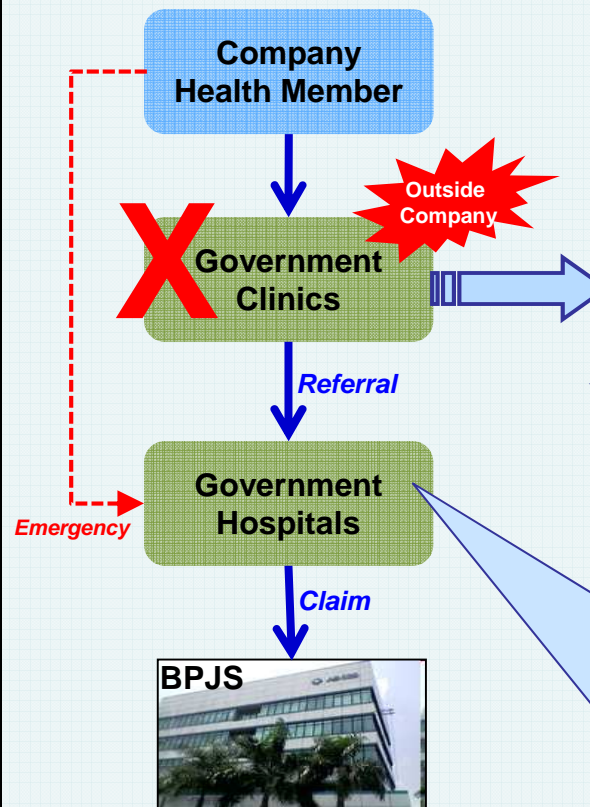 Company
Health Member
Outside
Company
X
Government
Clinics
Referral
Government
Hospitals
Emergency
Claim
BPJS